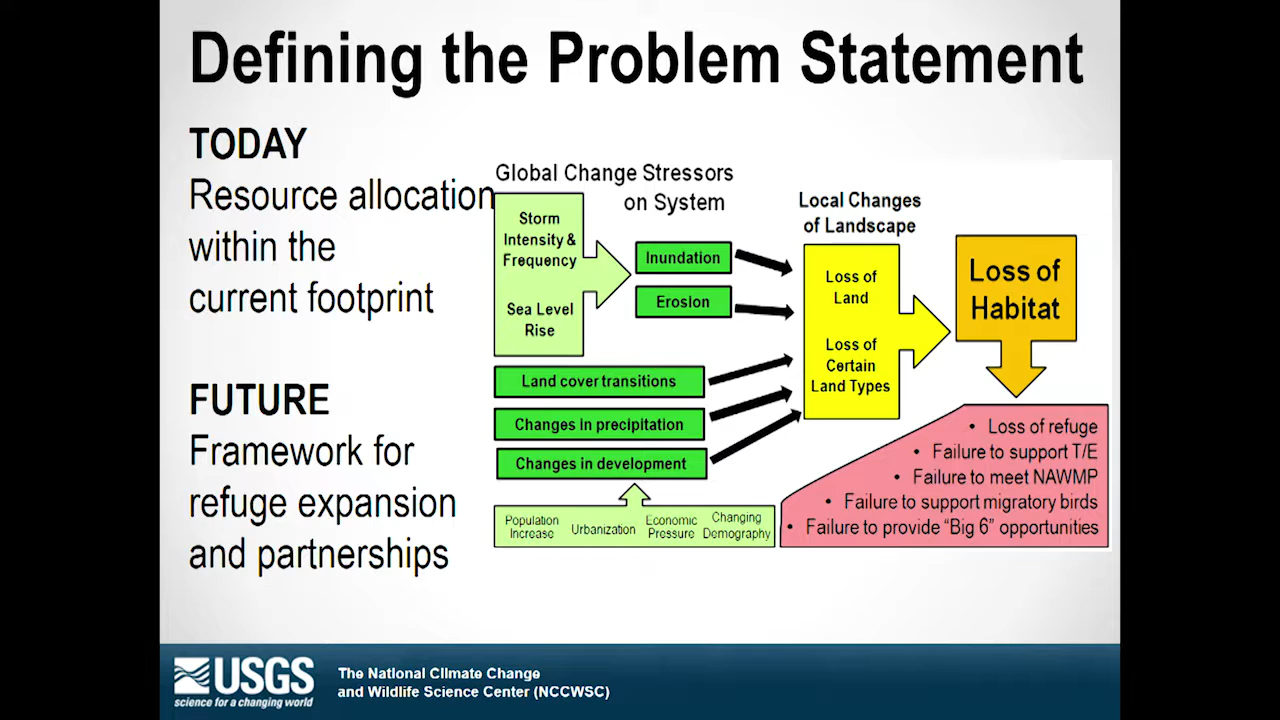 Defining the Problem Statement
TODAY
Resource allocation
within the
current footprint
FUTURE
Framework for
refuge expansion
and partnerships
Global Change Stressors
on System
Storm
Intensity &
Frequency
Sea Level
Rise
Inundation
Erosion
Land cover transitions
Changes in precipitation
Changes in development
Population
Increase
Urbanization
Economic
Pressure
Changing
Demography
Local Changes
of Landscape
Loss of
Land
Loss of
Certain
Land Types
Loss of
Habitat
• Loss of refuge
• Failure to support T/E
• Failure to meet NAWMP
• Failure to support migratory birds
• Failure to provide “Big 6” opportunities
USGS
science for a changing world
The National Climate Change
and Wildlife Science Center (NCCWSC)